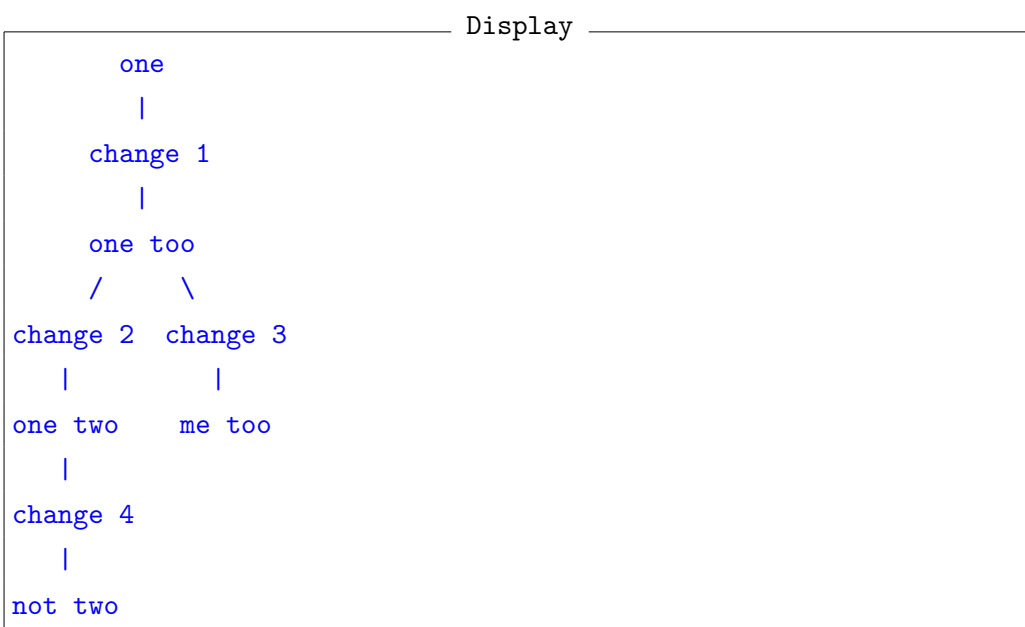 Display
one
|
change 1
|
one too
/ \
change 2 change 3
| |
one two me too
|
change 4
|
not two